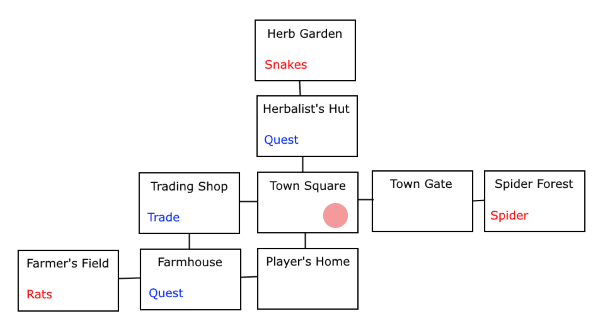 Herb Garden
Snakes
Herbalist's Hut
Quest
Trading Shop
Trade
Town Square
Town Gate
Spider Forest
Spider
Farmer's Field
Rats
Farmhouse
Quest
Player's Home